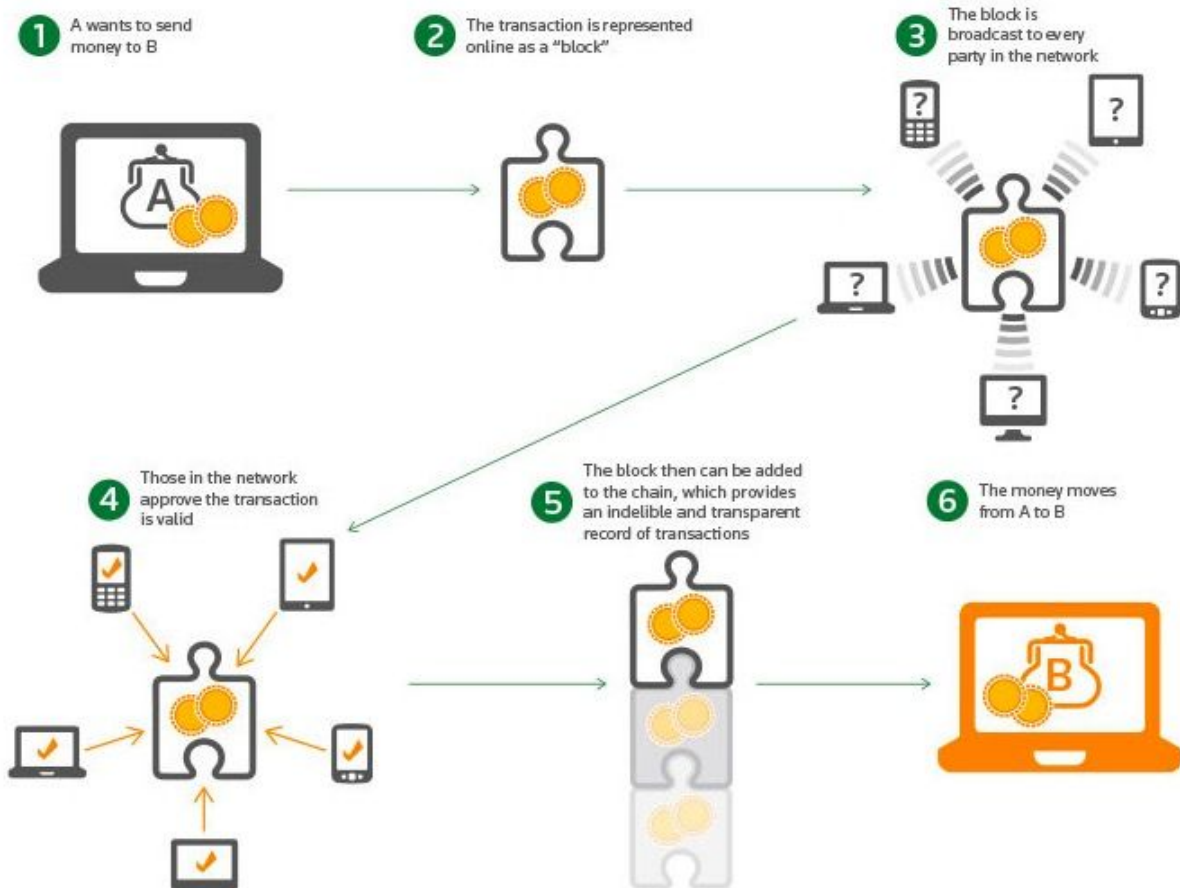 1
A wants to send
money to B
2
The transaction is represented
online as a “block”
3
The block is
broadcast to every
party in the network
A
?
?
?
?
?
4
Those in the network
approve the transaction
is valid
5
The block then can be added
to the chain, which provides
an indelible and transparent
record of transactions
6
The money moves
from A to B
B